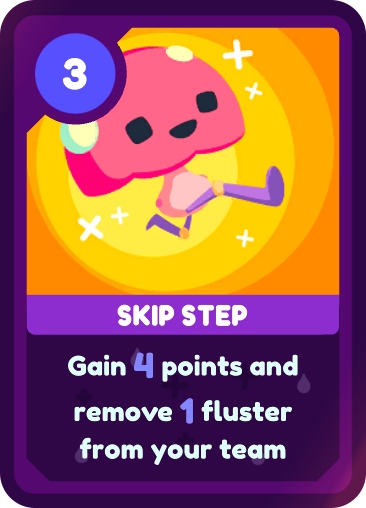 3
SKIP STEP
Gain 4 points and
remove 1 fluster
from your team